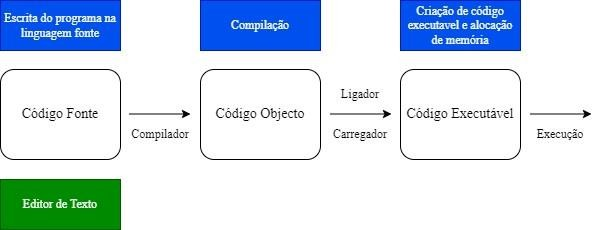 Escrita do programa na
linguagem fonte
Compilação
Criação de código
executavel e alocação
de memória
Código Fonte
Compilador
Código Objecto
Ligador
Carregador
Código Executável
Execução
Editor de Texto